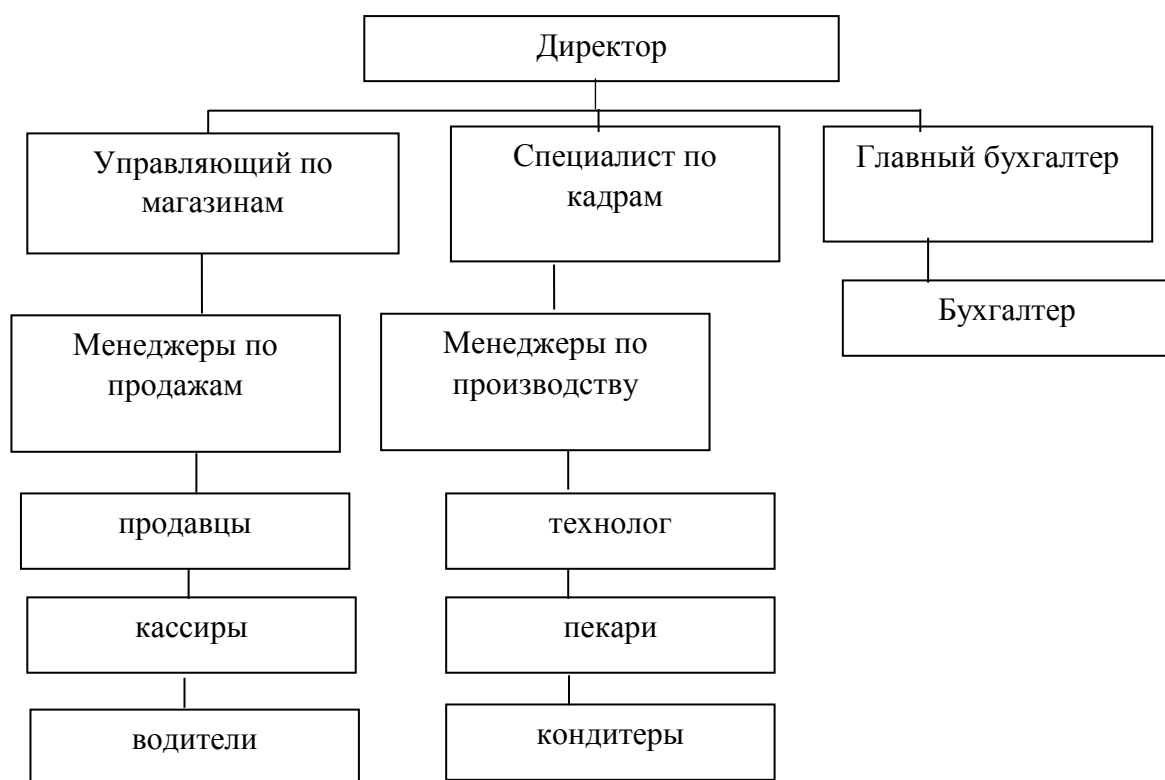 Директор
Управляющий по
магазинам
Специалист по
кадрам
Главный бухгалтер
Бухгалтер
Менеджеры по
продажам
Менеджеры по
производству
продавцы
технолог
кассиры
пекари
водители
кондитеры